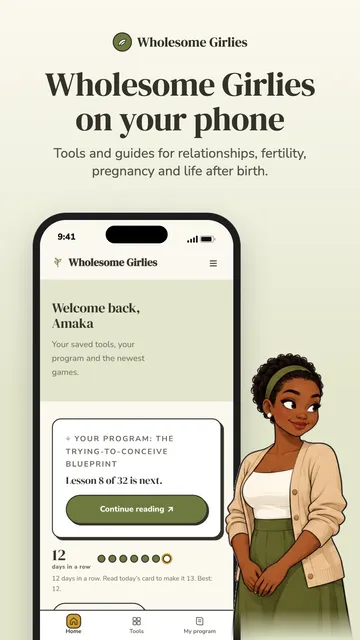 Wholesome Girlies
Wholesome Girlies
on your phone
Tools and guides for relationships, fertility,
pregnancy and life after birth.
9:41
Wholesome Girlies
Welcome back,
Amaka
Your saved tools, your
program and the newest
games.
YOUR PROGRAM: THE
TRYING-TO-CONCEIVE
BLUEPRINT
Lesson 8 of 32 is next.
Continue reading ↗
12
days in a row
12 days in a row. Read today's card to make it 13. Best:
12.
Home
Tools
My program